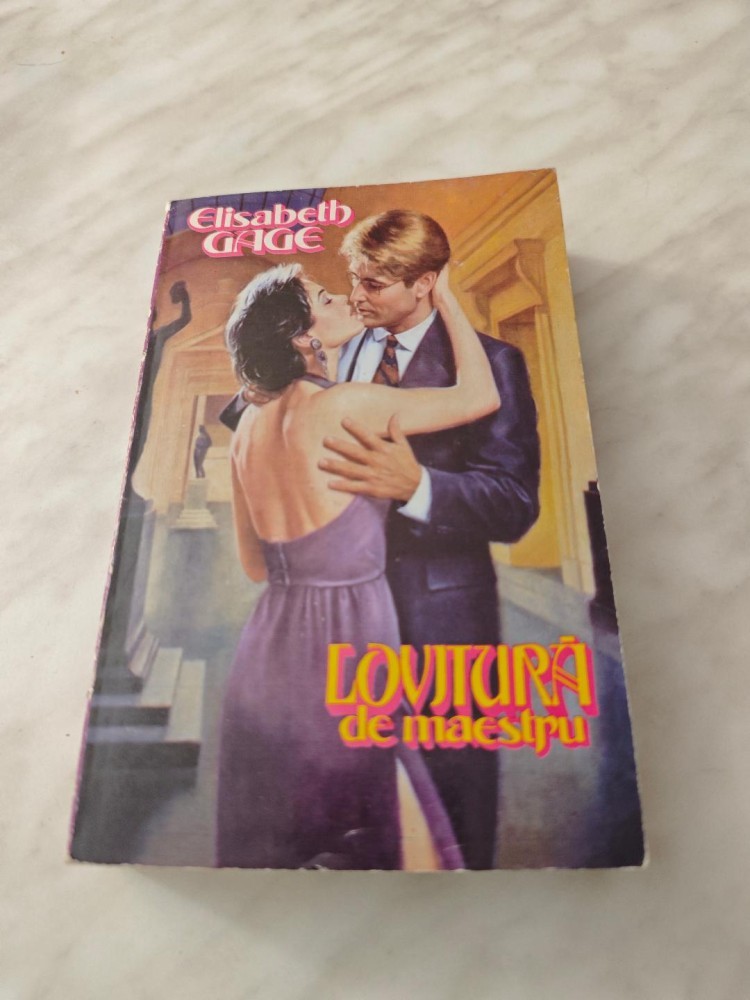 Elisabeth
GAGE
LOVITURĂ
de maestru